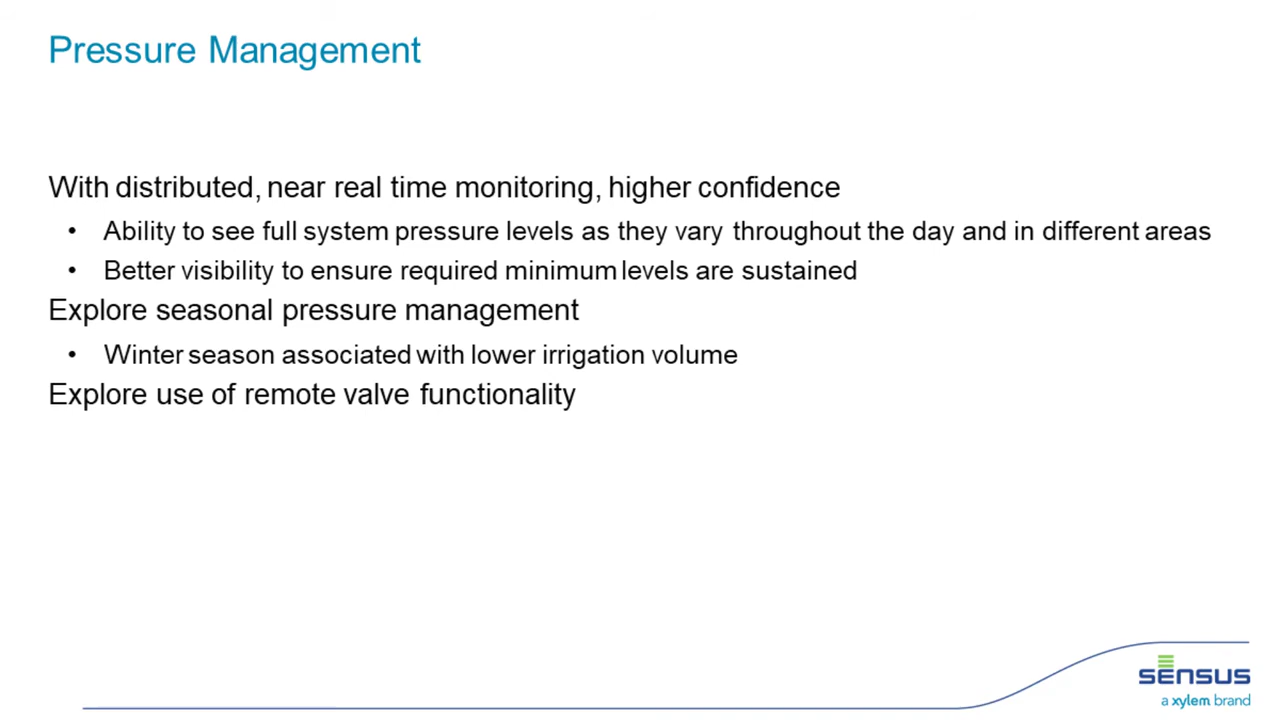 Pressure Management
With distributed, near real time monitoring, higher confidence
• Ability to see full system pressure levels as they vary throughout the day and in different areas
• Better visibility to ensure required minimum levels are sustained
Explore seasonal pressure management
• Winter season associated with lower irrigation volume
Explore use of remote valve functionality
sensus
a xylem brand